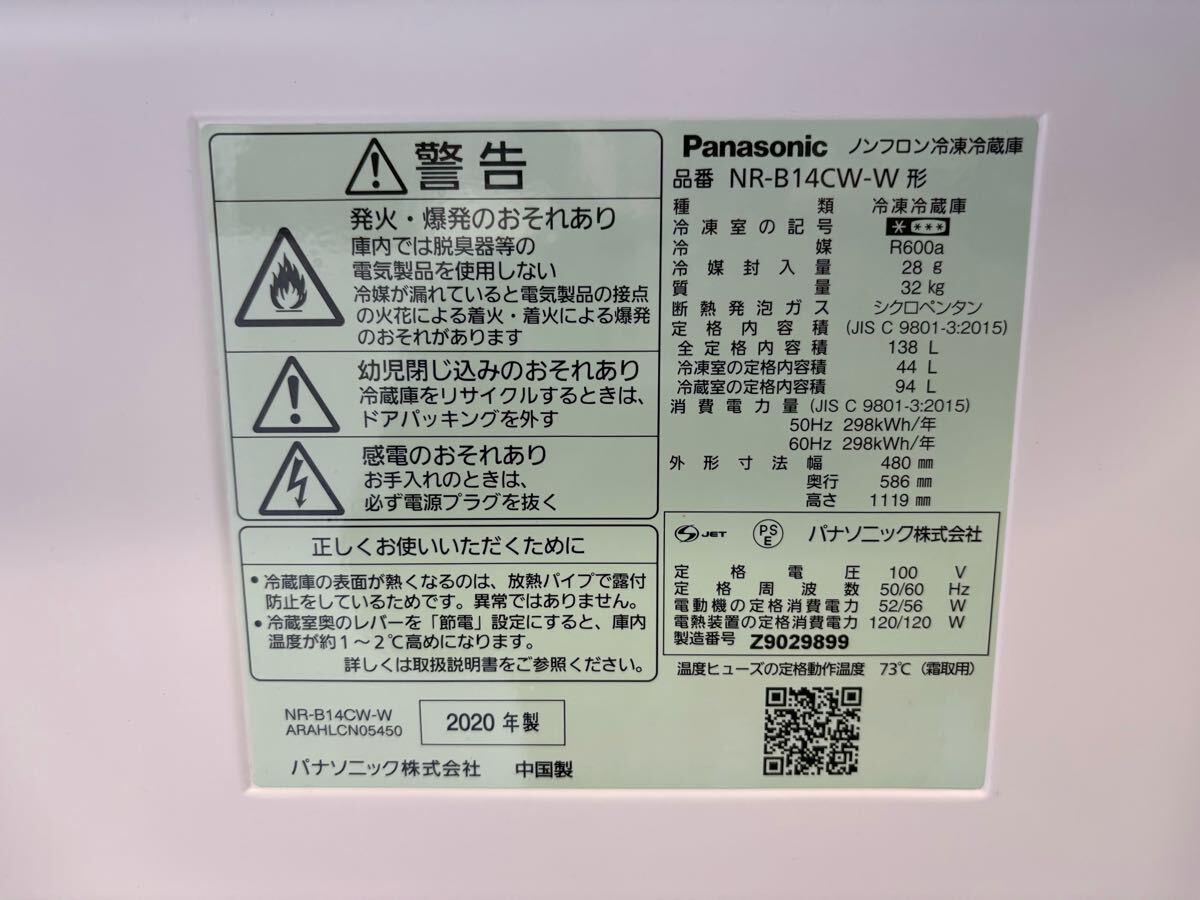 警告
発火・爆発のおそれあり
庫内では脱臭器等の
電気製品を使用しない
冷媒が漏れていると電気製品の接点
の火花による着火・着火による爆発
のおそれがあります
幼児閉じ込みのおそれあり
冷蔵庫をリサイクルするときは、
ドアパッキングを外す
感電のおそれあり
お手入れのときは、
必ず電源プラグを抜く
正しくお使いいただくために
・冷蔵庫の表面が熱くなるのは、放熱パイプで露付
防止をしているためです。異常ではありません。
・冷蔵室奥のレバーを「節電」設定にすると、庫内
温度が約1～2℃高めになります。
詳しくは取扱説明書をご参照ください。
NR-B14CW-W
ARAHLCN05450
2020年製
パナソニック株式会社 中国製
Panasonic ノンフロン冷凍冷蔵庫
品番 NR-B14CW-W 形
種類 冷凍冷蔵庫
冷凍室の記号 ****
冷媒 R600a
冷媒封入量 28 g
質量 32 kg
断熱発泡ガス シクロペンタン
定格内容積 (JIS C 9801-3:2015)
全定格内容積 138 L
冷凍室の定格内容積 44 L
冷蔵室の定格内容積 94 L
消費電力量 (JIS C 9801-3:2015)
50Hz 298kWh/年
60Hz 298kWh/年
外形寸法 幅 480 mm
奥行 586 mm
高さ 1119 mm
JET PSE パナソニック株式会社
定格電圧 100 V
定格周波数 50/60 Hz
電動機の定格消費電力 52/56 W
電熱装置の定格消費電力 120/120 W
製造番号 Z9029899
温度ヒューズの定格動作温度 73℃ (霜取用)